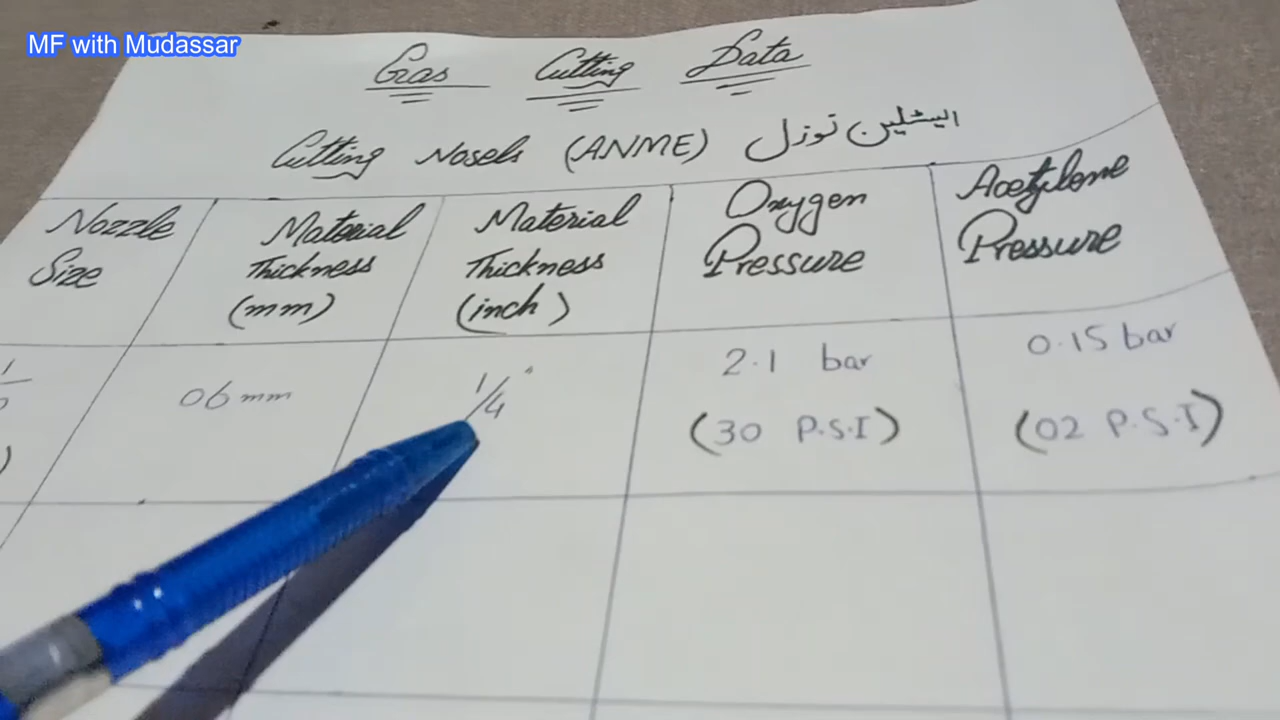 MF with Mudassar
Gas Cutting Data
Cutting Nosels (ANME) ایسٹلین نوزل
Nozzle Size
Material Thickness (mm)
Material Thickness (inch)
Oxygen Pressure
Acetylene Pressure
06 mm
1/4"
2.1 bar
(30 P.S.I)
0.15 bar
(02 P.S.I)